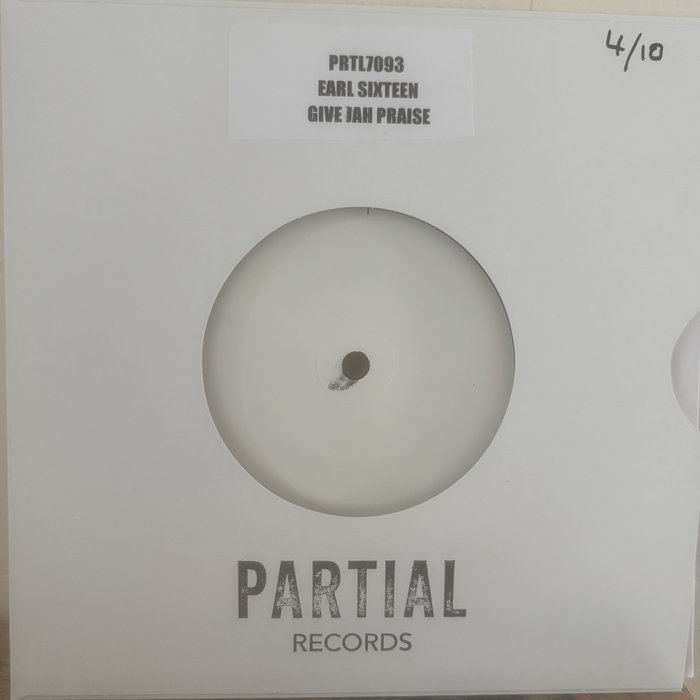 PRTL7093
EARL SIXTEEN
GIVE JAH PRAISE
4/10
PARTIAL
RECORDS